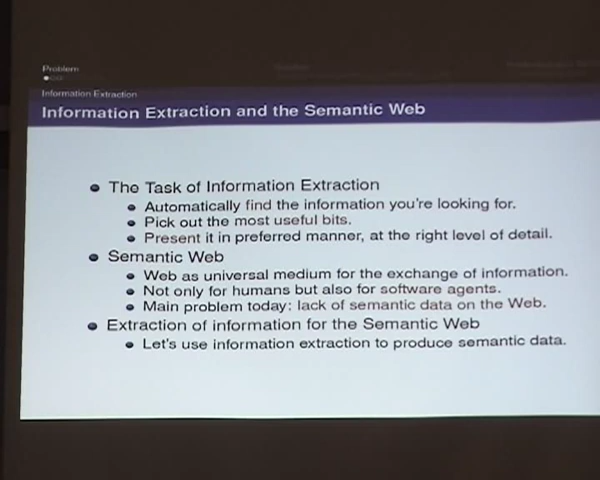 Problem
Information Extraction
Information Extraction and the Semantic Web
The Task of Information Extraction
Automatically find the information you're looking for.
Pick out the most useful bits.
Present it in preferred manner, at the right level of detail.
Semantic Web
Web as universal medium for the exchange of information.
Not only for humans but also for software agents.
Main problem today: lack of semantic data on the Web.
Extraction of information for the Semantic Web
Let's use information extraction to produce semantic data.